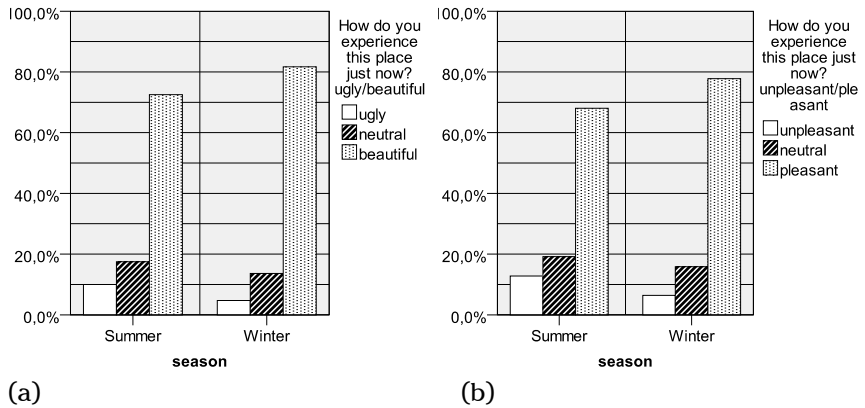 100,0%
80,0%
60,0%
40,0%
20,0%
0,0%
Summer
Winter
season
How do you
experience
this place
just now?
ugly/beautiful
ugly
neutral
beautiful
(a)
100,0%
80,0%
60,0%
40,0%
20,0%
0,0%
Summer
Winter
season
How do you
experience
this place just
now?
unpleasant/ple
asant
unpleasant
neutral
pleasant
(b)